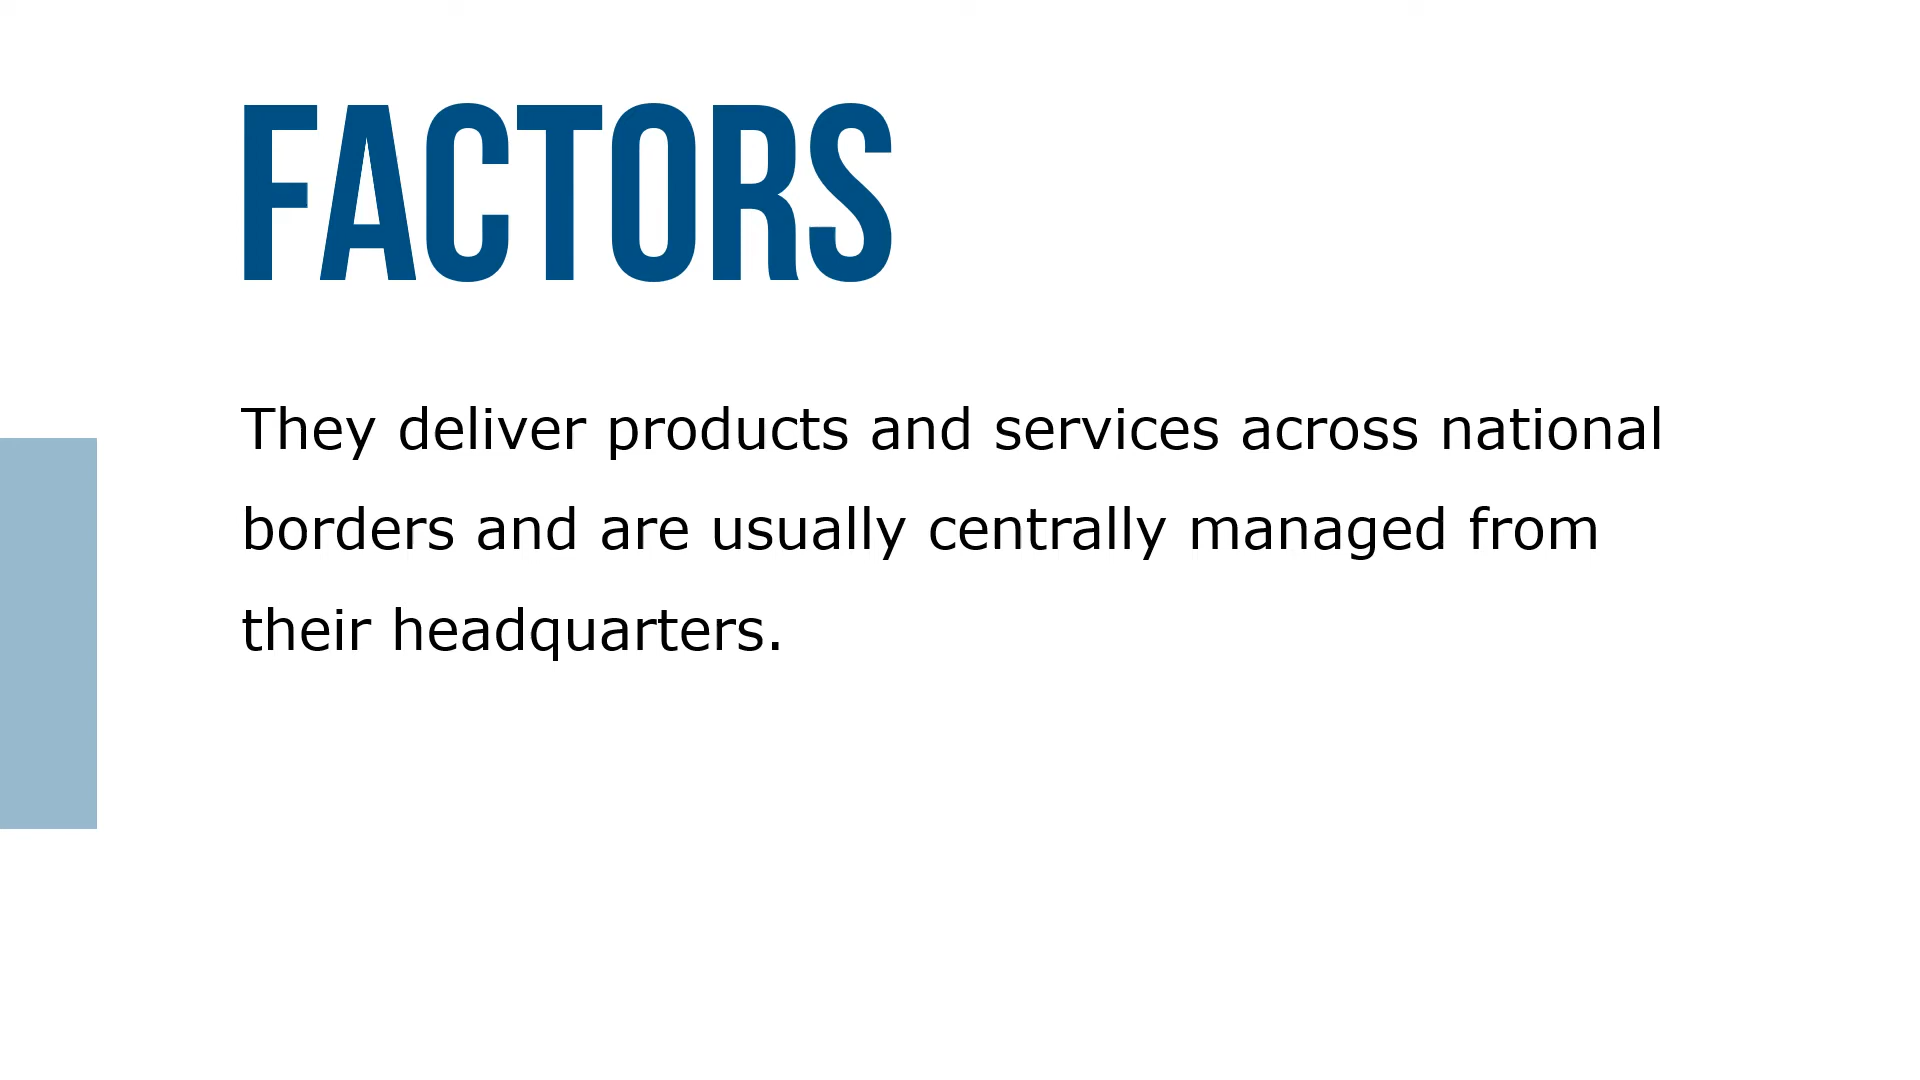 FACTORS
They deliver products and services across national
borders and are usually centrally managed from
their headquarters.